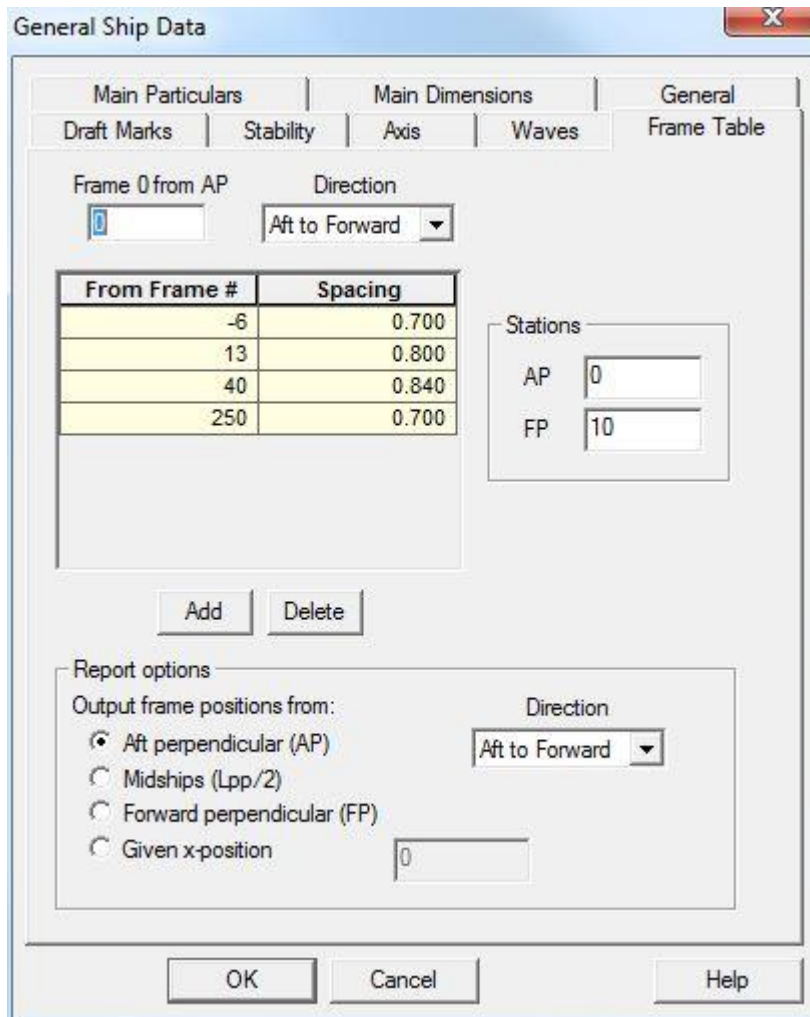 General Ship Data
Main Particulars Main Dimensions General
Draft Marks Stability Axis Waves Frame Table
Frame 0 from AP Direction
0 Aft to Forward
From Frame # Spacing
-6 0.700
13 0.800
40 0.840
250 0.700
Stations
AP 0
FP 10
Add Delete
Report options
Output frame positions from: Direction
Aft perpendicular (AP) Aft to Forward
Midships (Lpp/2)
Forward perpendicular (FP)
Given x-position 0
OK Cancel Help